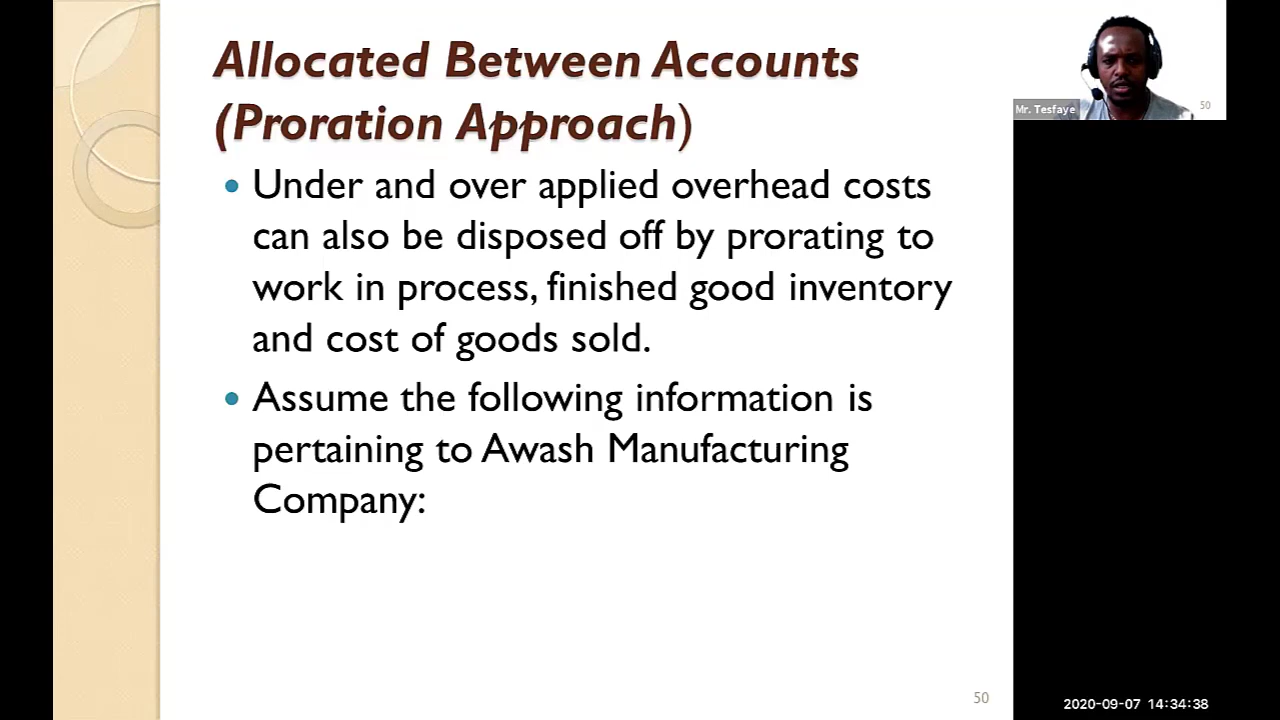 Allocated Between Accounts
(Proration Approach)
Under and over applied overhead costs
can also be disposed off by prorating to
work in process, finished good inventory
and cost of goods sold.
Assume the following information is
pertaining to Awash Manufacturing
Company:
50
Mr. Tesfaye
50
2020-09-07 14:34:38